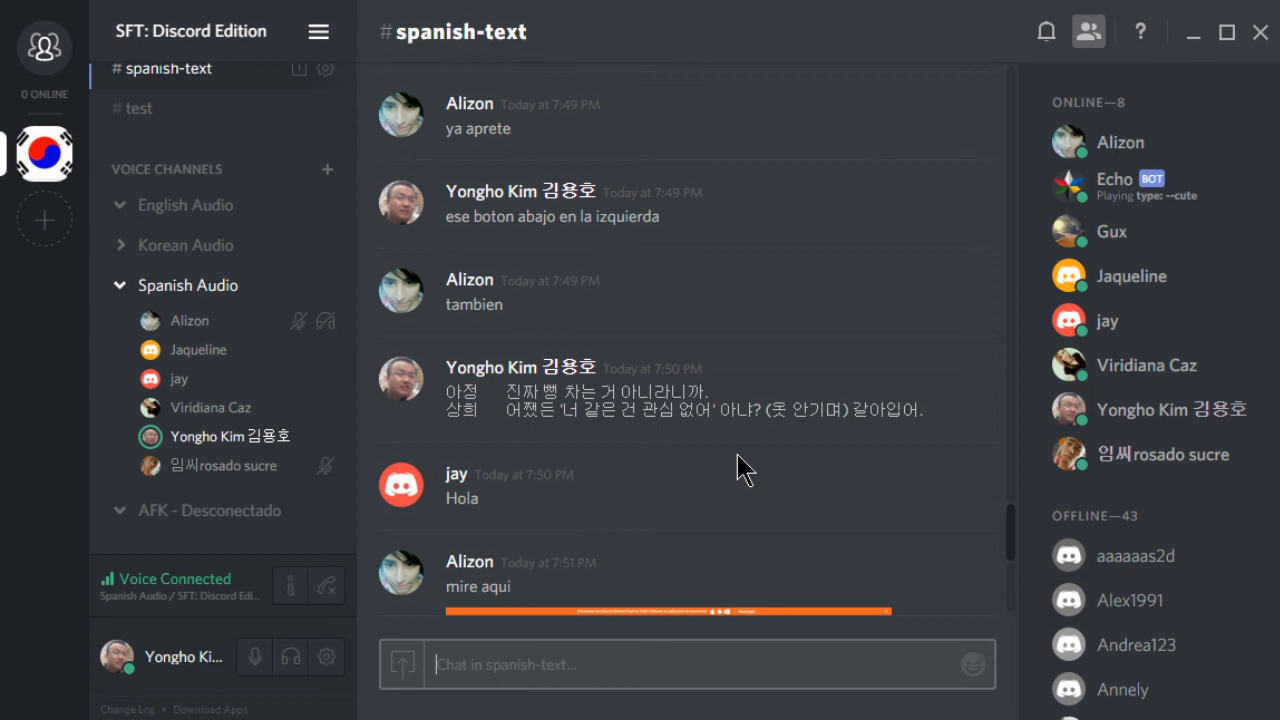 0 ONLINE
SFT: Discord Edition
# spanish-text
# test
VOICE CHANNELS
English Audio
Korean Audio
Spanish Audio
Alizon
Jaqueline
jay
Viridiana Caz
Yongho Kim 김용호
임씨rosado sucre
AFK - Desconectado
Voice Connected
Spanish Audio / SFT: Discord Edi...
Yongho Ki...
Change Log • Download Apps
# spanish-text
Alizon Today at 7:49 PM
ya aprete
Yongho Kim 김용호 Today at 7:49 PM
ese boton abajo en la izquierda
Alizon Today at 7:49 PM
tambien
Yongho Kim 김용호 Today at 7:50 PM
아정 진짜 뻥 차는 거 아니라니까.
상희 어쨌든 '너 같은 건 관심 없어' 아냐? (옷 안기며) 갈아입어.
jay Today at 7:50 PM
Hola
Alizon Today at 7:51 PM
mire aqui
Chat in spanish-text...
ONLINE—8
Alizon
Echo BOT
Playing type: --cute
Gux
Jaqueline
jay
Viridiana Caz
Yongho Kim 김용호
임씨rosado sucre
OFFLINE—43
aaaaaas2d
Alex1991
Andrea123
Annely